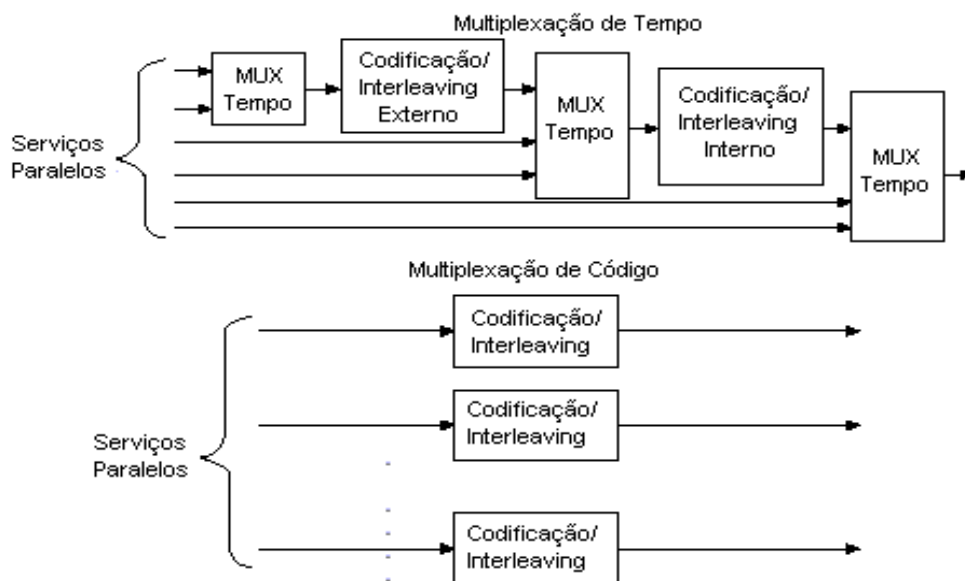 Multiplexação de Tempo
MUX
Tempo
Codificação/
Interleaving
Externo
MUX
Tempo
Codificação/
Interleaving
Interno
MUX
Tempo
Serviços
Paralelos
Multiplexação de Código
Codificação/
Interleaving
Codificação/
Interleaving
Serviços
Paralelos
Codificação/
Interleaving